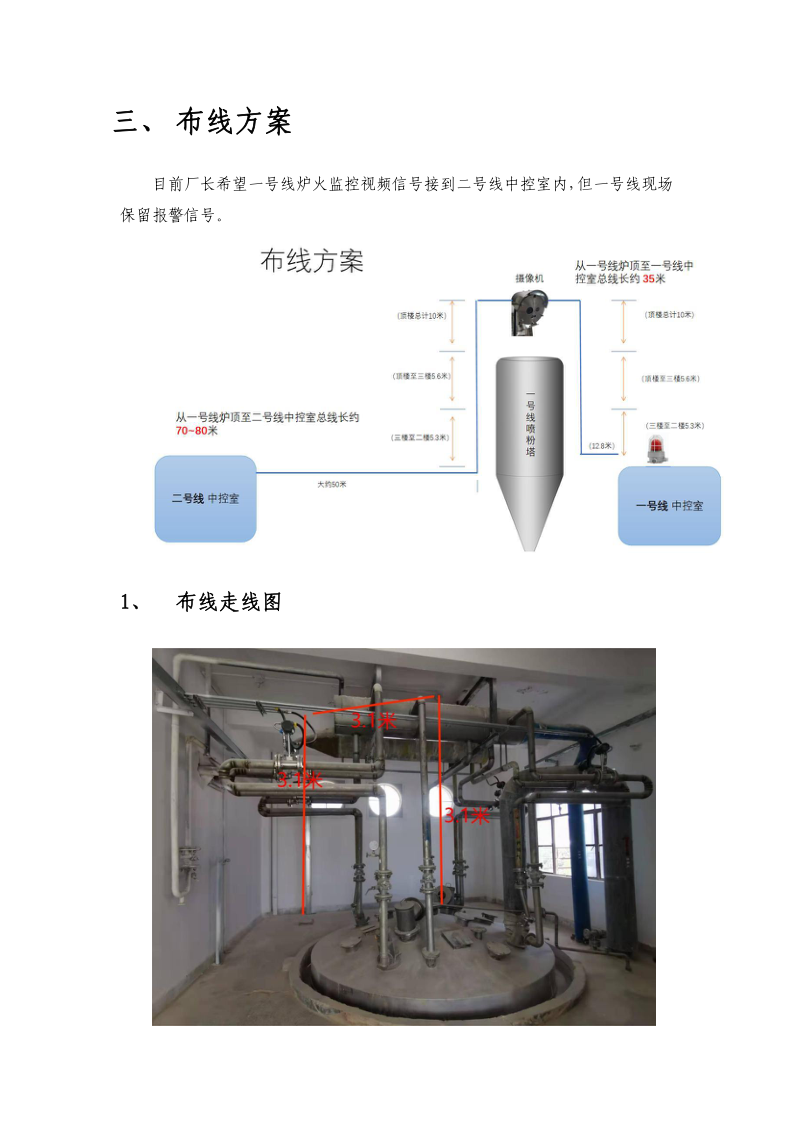 三、 布线方案
目前厂长希望一号线炉火监控视频信号接到二号线中控室内，但一号线现场
保留报警信号。
布线方案
摄像机
从一号线炉顶至一号线中
控室总线长约 35米
(顶楼总计10米)
(顶楼总计10米)
(顶楼至三楼5.6米)
(顶楼至三楼5.6米)
一号线喷粉塔
从一号线炉顶至二号线中控室总线长约
70~80米
(三楼至二楼5.3米)
(三楼至二楼5.3米)
(12.8米)
大约50米
二号线 中控室
一号线 中控室
1、 布线走线图
3.1米
3.1米
3.1米